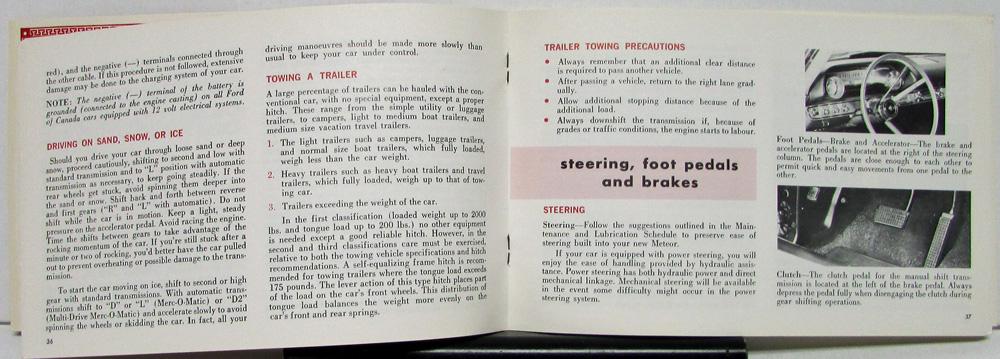 red), and the negative (—) terminals connected through
the other cable. If this procedure is not followed, extensive
damage may be done to the charging system of your car.
NOTE: The negative (—) terminal of the battery is
grounded (connected to the engine casting) on all Ford
of Canada cars equipped with 12 volt electrical systems.
DRIVING ON SAND, SNOW, OR ICE
Should you drive your car through loose sand or deep
snow, proceed cautiously, shifting to second and low with
standard transmission and to "L" position with automatic
transmission as necessary, to keep going steadily. If the
rear wheels get stuck, avoid spinning them deeper into
the sand or snow. Shift back and forth between reverse
and first gears ("R" and "L" with automatic). Do not
shift while the car is in motion. Keep a light, steady
pressure on the accelerator pedal. Avoid racing the engine.
Time the shifts between gears to take advantage of the
rocking momentum of the car. If you're still stuck after a
minute or two of rocking, you'd better have the car pulled
out to prevent overheating or possible damage to the trans-
mission.
To start the car moving on ice, shift to second or high
gear with standard transmissions. With automatic trans-
missions shift to "D" or "L" (Merc-O-Matic) or "D2"
(Multi-Drive Merc-O-Matic) and accelerate slowly to avoid
spinning the wheels or skidding the car. In fact, all your
36
driving manoeuvres should be made more slowly than
usual to keep your car under control.
TOWING A TRAILER
A large percentage of trailers can be hauled with the con-
ventional car, with no special equipment, except a proper
hitch. These range from the simple utility or luggage
trailers, to campers, light to medium boat trailers, and
medium size vacation travel trailers.
1. The light trailers such as campers, luggage trailers,
and normal size boat trailers, which fully loaded,
weigh less than the car weight.
2. Heavy trailers such as heavy boat trailers and travel
trailers, which fully loaded, weigh up to that of tow-
ing car.
3. Trailers exceeding the weight of the car.
In the first classification (loaded weight up to 2000
lbs. and tongue load up to 200 lbs.) no other equipment
is needed except a good reliable hitch. However, in the
second and third classifications care must be exercised,
relative to both the towing vehicle specifications and hitch
recommendations. A self-equalizing frame hitch is recom-
mended for towing trailers where the tongue load exceeds
175 pounds. The lever action of this type hitch places part
of the load on the car's front wheels. This distribution of
tongue load balances the weight more evenly on the
car's front and rear springs.
TRAILER TOWING PRECAUTIONS
• Always remember that an additional clear distance
is required to pass another vehicle.
• After passing a vehicle, return to the right lane grad-
ually.
• Allow additional stopping distance because of the
additional load.
• Always downshift the transmission if, because of
grades or traffic conditions, the engine starts to labour.
steering, foot pedals
and brakes
STEERING
Steering—Follow the suggestions outlined in the Main-
tenance and Lubrication Schedule to preserve ease of
steering built into your new Meteor.
If your car is equipped with power steering, you will
enjoy the ease of handling provided by hydraulic assis-
tance. Power steering has both hydraulic power and direct
mechanical linkage. Mechanical steering will be available
in the event some difficulty might occur in the power
steering system.
Foot Pedals—Brake and Accelerator—The brake and
accelerator pedals are located at the right of the steering
column. The pedals are close enough to each other to
permit quick and easy movements from one pedal to the
other.
Clutch—The clutch pedal for the manual shift trans-
mission is located at the left of the brake pedal. Always
depress the pedal fully when disengaging the clutch during
gear shifting operations.
37